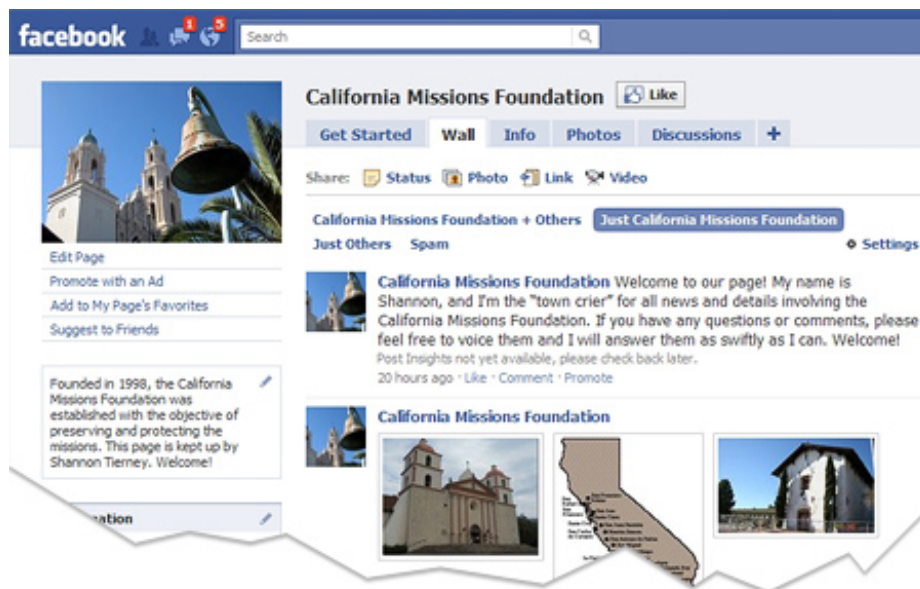 facebook
1
5
Search
California Missions Foundation Like
Get Started Wall Info Photos Discussions +
Share: Status Photo Link Video
California Missions Foundation + Others Just California Missions Foundation
Just Others Spam Settings
Edit Page
Promote with an Ad
Add to My Page's Favorites
Suggest to Friends
Founded in 1998, the California
Missions Foundation was
established with the objective of
preserving and protecting the
missions. This page is kept up by
Shannon Tierney. Welcome!
ation
California Missions Foundation Welcome to our page! My name is
Shannon, and I'm the "town crier" for all news and details involving the
California Missions Foundation. If you have any questions or comments, please
feel free to voice them and I will answer them as swiftly as I can. Welcome!
Post Insights not yet available, please check back later.
20 hours ago · Like · Comment · Promote
California Missions Foundation